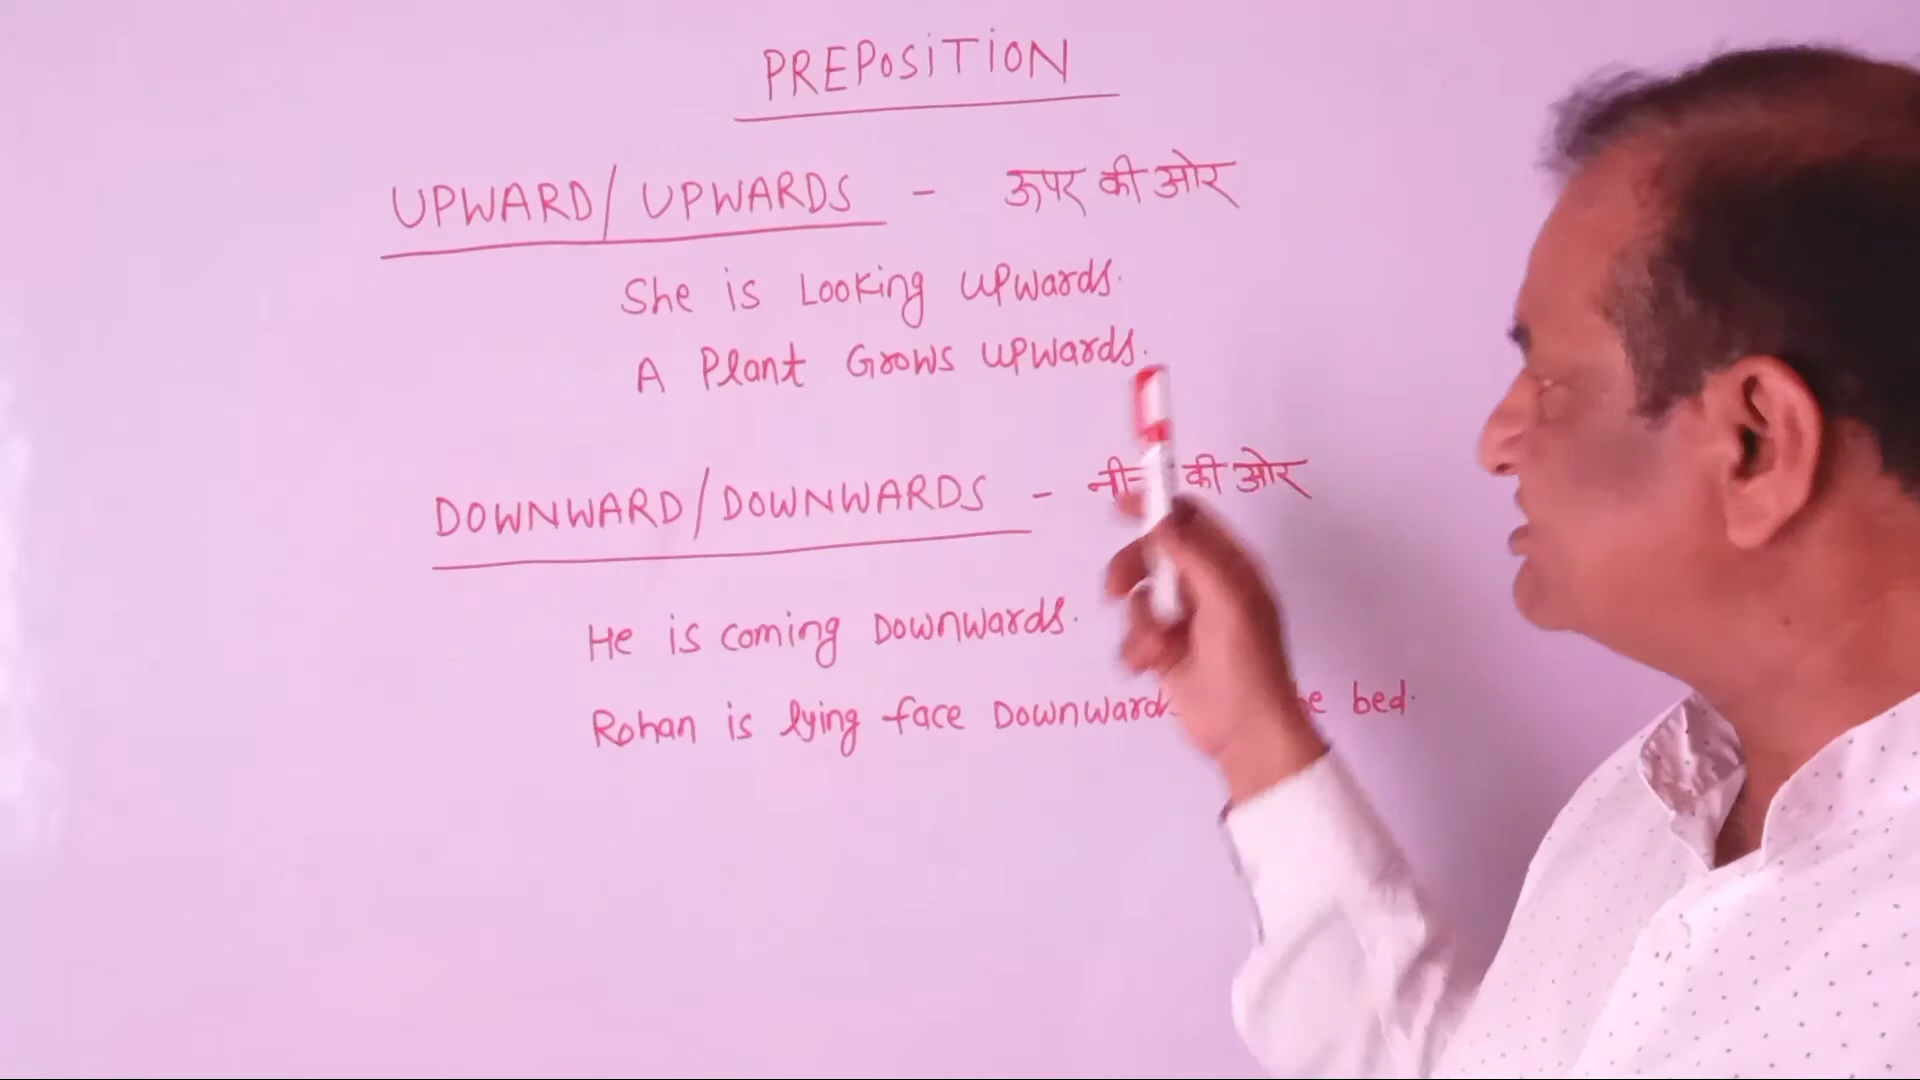 PREPOSITION
UPWARD/UPWARDS - ऊपर की ओर
She is Looking upwards.
A Plant Grows upwards.
DOWNWARD/DOWNWARDS - की ओर
He is coming Downwards.
Rohan is lying face bed.